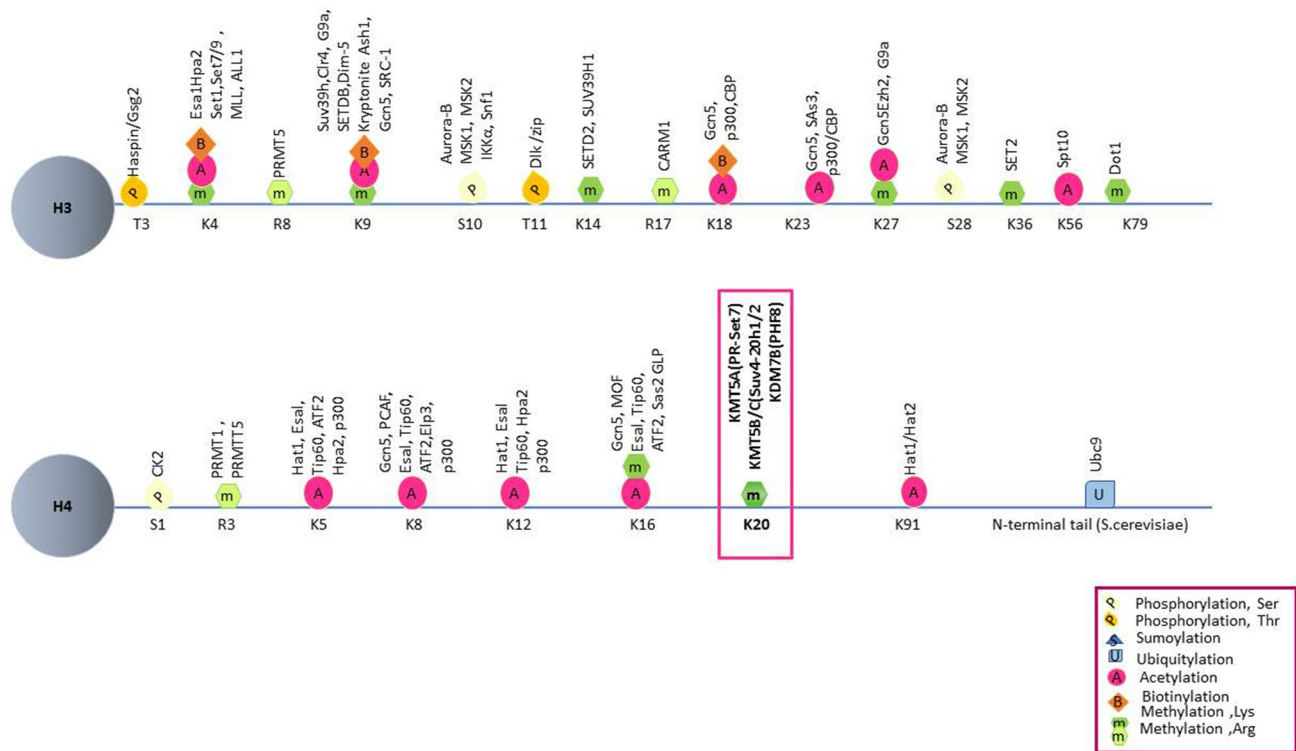 Haspin/Gsg2
Esa1Hpa2
Set1,Set7/9 ,
MLL, ALL1
PRMT5
Suv39h,Clr4, G9a,
SETDB,Dim-5
Kryptonite Ash1,
Gcn5, SRC-1
Aurora-B
MSK1, MSK2
IKKα, Snf1
Dlk /zip
SETD2, SUV39H1
CARM1
Gcn5,
p300,CBP
Gcn5, SAs3,
p300/CBP
Gcn5Ezh2, G9a
Aurora-B
MSK1, MSK2
SET2
Spt10
Dot1
H3
P
m
A
B
m
m
A
B
P
P
m
m
A
B
A
m
A
P
m
A
m
T3
K4
R8
K9
S10
T11
K14
R17
K18
K23
K27
S28
K36
K56
K79
CK2
PRMT1 ,
PRMTT5
Hat1, Esal,
Tip60, ATF2
Hpa2, p300
Gcn5, PCAF,
Esal, Tip60,
ATF2,Elp3,
p300
Hat1, Esal
Tip60, Hpa2
p300
Gcn5, MOF
Esal, Tip60,
ATF2, Sas2 GLP
KMT5A(PR-Set7)
KMT5B/C(Suv4-20h1/2
KDM7B(PHF8)
Hat1/Hat2
Ubc9
H4
P
m
A
A
A
m
A
m
A
U
S1
R3
K5
K8
K12
K16
K20
K91
N-terminal tail (S.cerevisiae)
P Phosphorylation, Ser
P Phosphorylation, Thr
S Sumoylation
U Ubiquitylation
A Acetylation
B Biotinylation
m Methylation ,Lys
m Methylation ,Arg